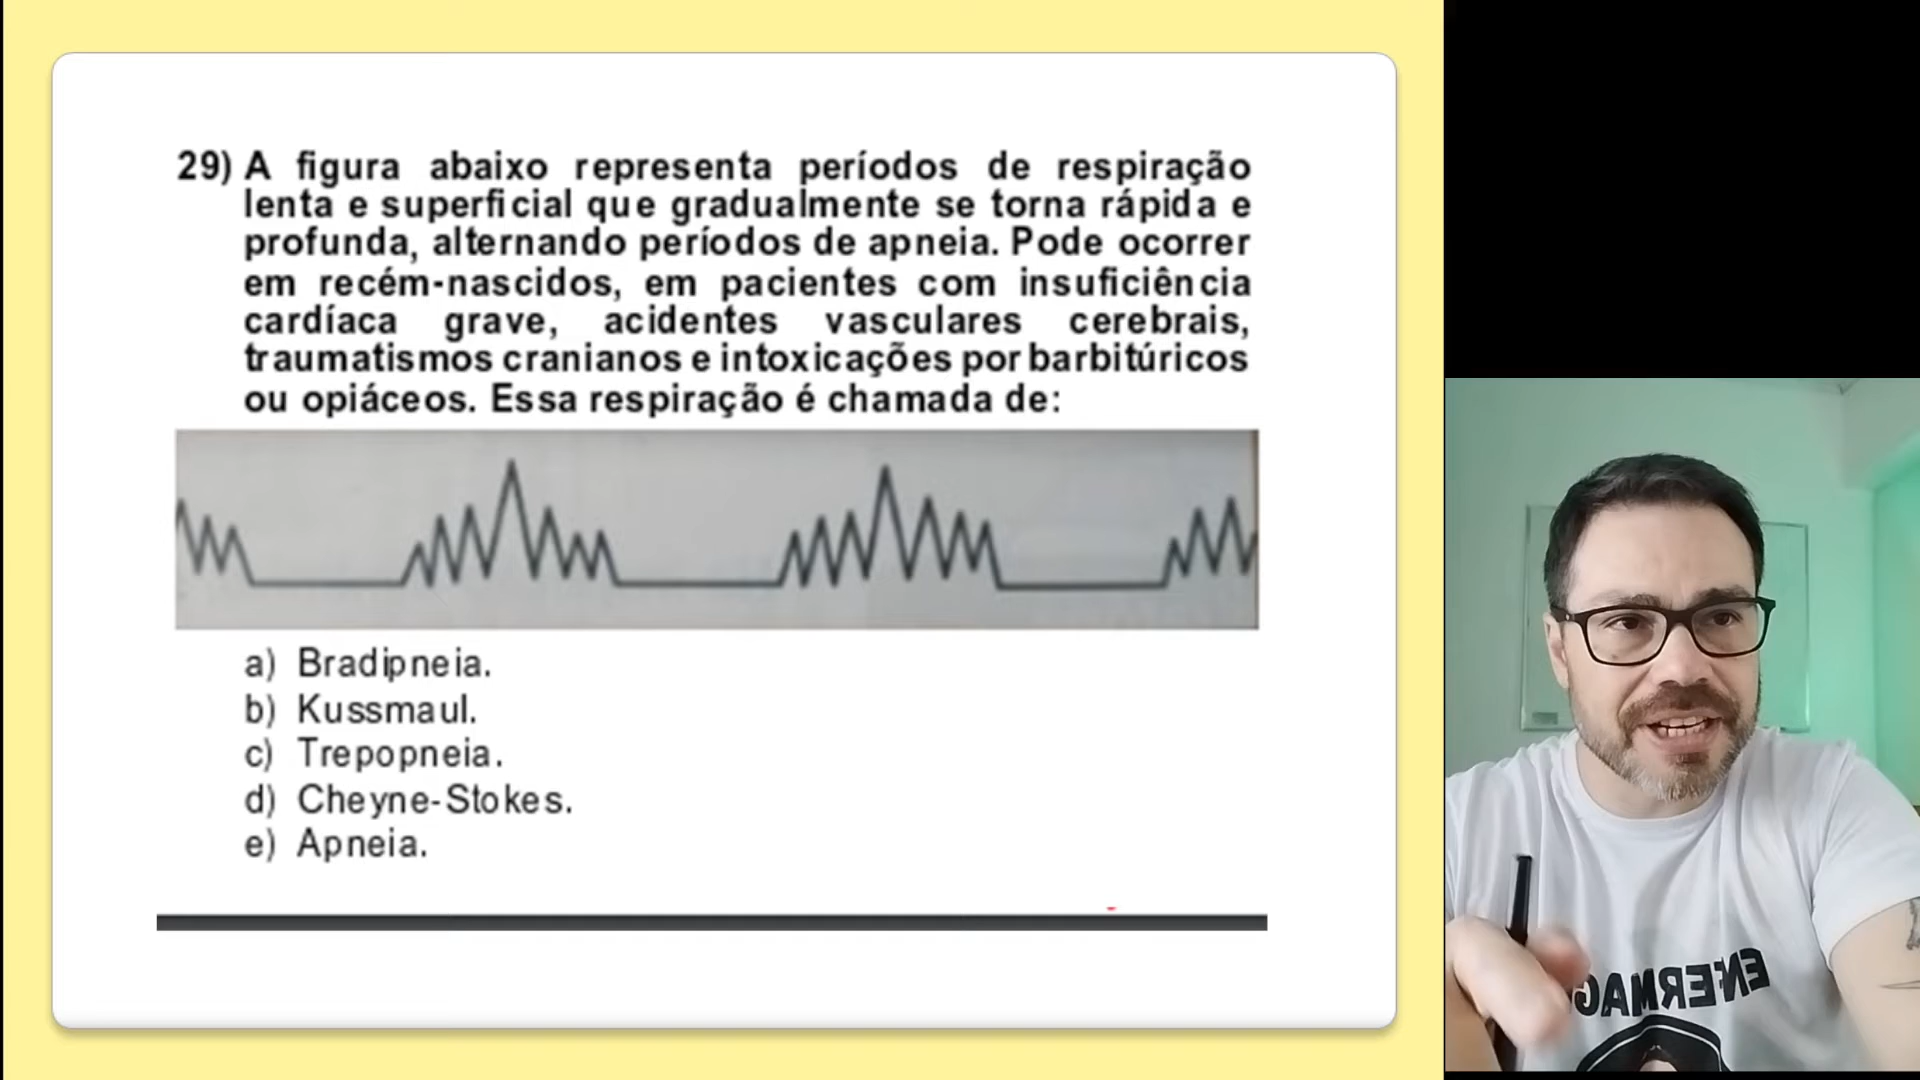 29) A figura abaixo representa períodos de respiração
lenta e superficial que gradualmente se torna rápida e
profunda, alternando períodos de apneia. Pode ocorrer
em recém-nascidos, em pacientes com insuficiência
cardíaca grave, acidentes vasculares cerebrais,
traumatismos cranianos e intoxicações por barbitúricos
ou opiáceos. Essa respiração é chamada de:
a) Bradipneia.
b) Kussmaul.
c) Trepopneia.
d) Cheyne-Stokes.
e) Apneia.
ENFERMAG